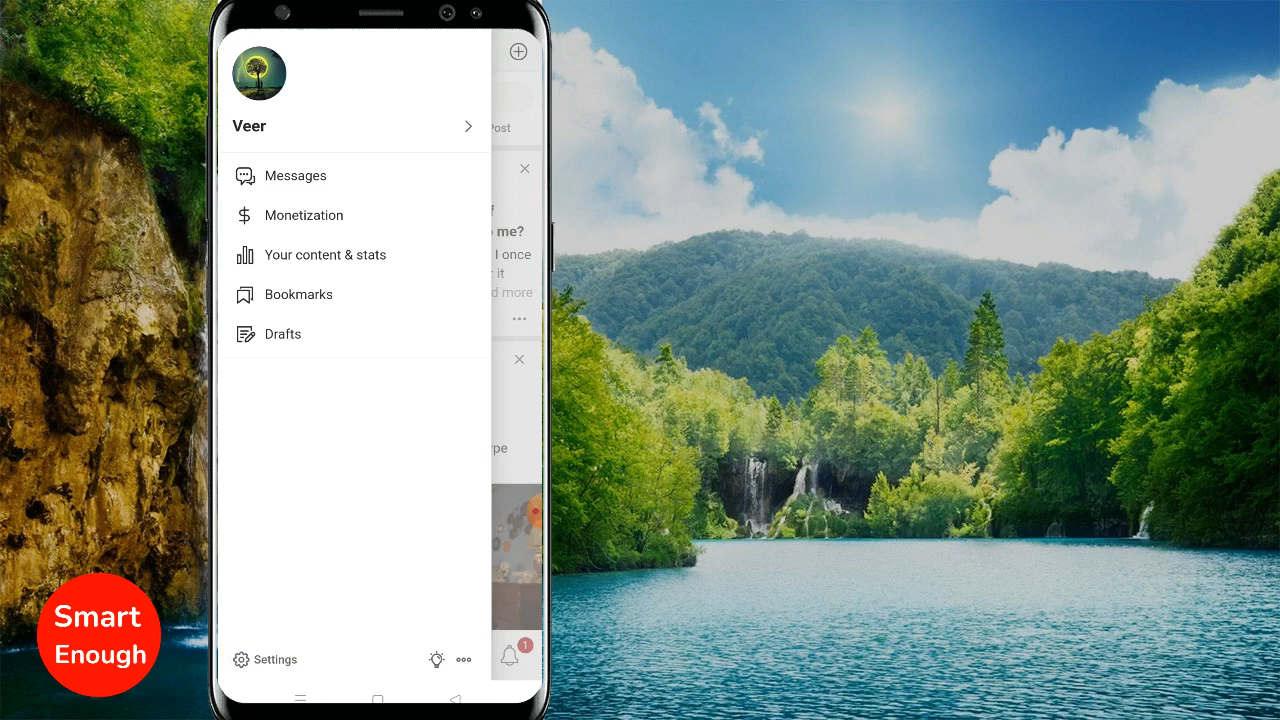 Veer
Post
Messages
Monetization
Your content & stats
Bookmarks
Drafts
f
me?
I once
it
d more
pe
Settings
1
Smart
Enough